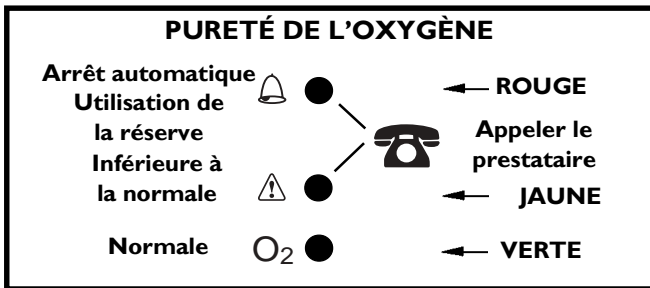 PURETÉ DE L'OXYGÈNE
Arrêt automatique
Utilisation de
la réserve
ROUGE
Appeler le
prestataire
Inférieure à
la normale
JAUNE
Normale
O₂
VERTE